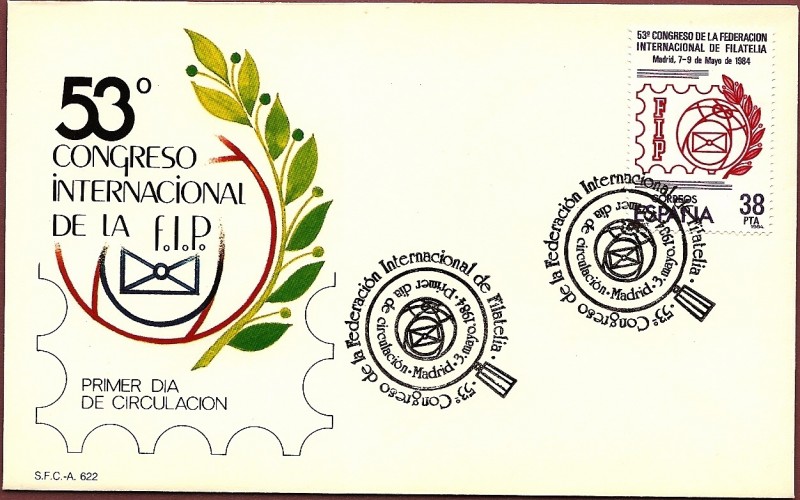 53º
CONGRESO
INTERNACIONAL
DE LA f.I.P.
PRIMER DIA
DE CIRCULACION
S.F.C.-A. 622
53º CONGRESO DE LA FEDERACION
INTERNACIONAL DE FILATELIA
Madrid, 7-9 de Mayo de 1984
FIP
CORREOS
ESPAÑA
38
PTA
1984
53º Congreso de la Federación Internacional de Filatelia ·
Primer día de circulación · Madrid · 3 mayo, 1984 ·
53º Congreso de la Federación Internacional de Filatelia ·
Primer día de circulación · Madrid · 3 mayo, 1984 ·